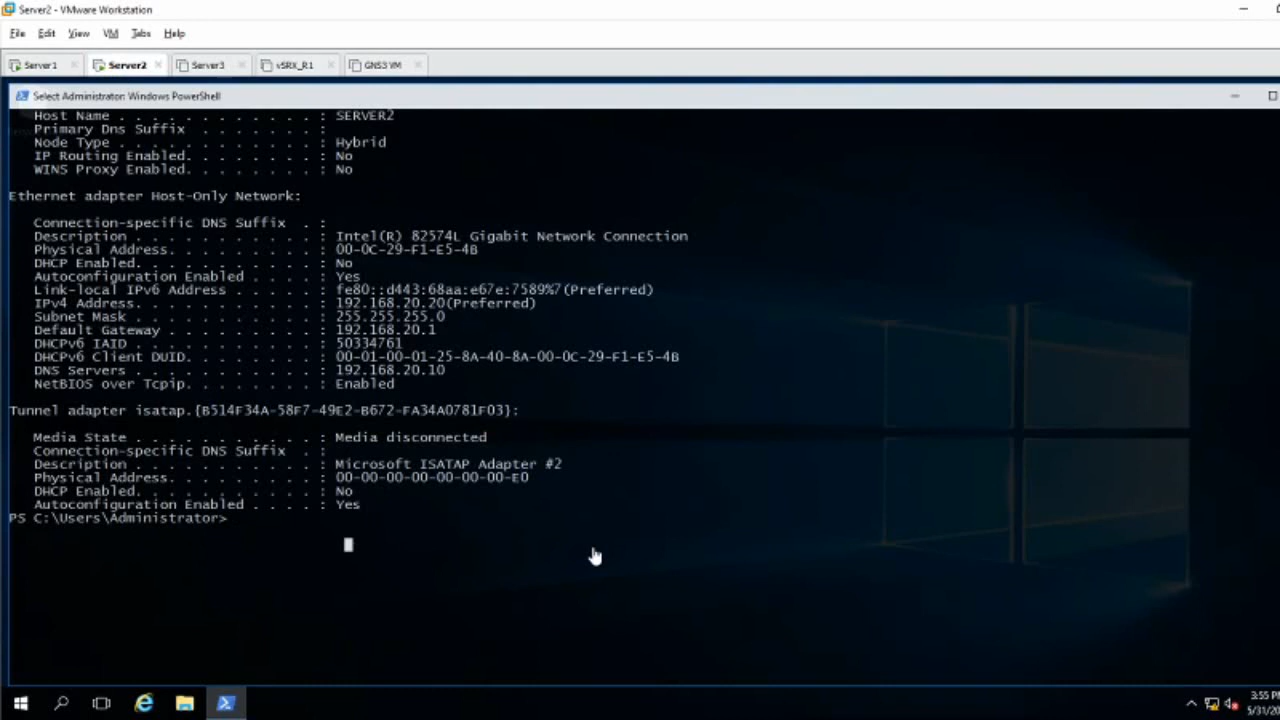 Server2 - VMware Workstation
File Edit View VM Tabs Help
Server1 Server2 Server3 vSRX_R1 GNS3 VM
Select Administrator: Windows PowerShell
Host Name . . . . . . . . . . . . : SERVER2
Primary Dns Suffix . . . . . . . :
Node Type . . . . . . . . . . . . : Hybrid
IP Routing Enabled. . . . . . . . : No
WINS Proxy Enabled. . . . . . . . : No
Ethernet adapter Host-Only Network:
Connection-specific DNS Suffix . :
Description . . . . . . . . . . . : Intel(R) 82574L Gigabit Network Connection
Physical Address. . . . . . . . . : 00-0C-29-F1-E5-4B
DHCP Enabled. . . . . . . . . . . : No
Autoconfiguration Enabled . . . . : Yes
Link-local IPv6 Address . . . . . : fe80::d443:68aa:e67e:7589%7(Preferred)
IPv4 Address. . . . . . . . . . . : 192.168.20.20(Preferred)
Subnet Mask . . . . . . . . . . . : 255.255.255.0
Default Gateway . . . . . . . . . : 192.168.20.1
DHCPv6 IAID . . . . . . . . . . . : 50334761
DHCPv6 Client DUID. . . . . . . . : 00-01-00-01-25-8A-40-8A-00-0C-29-F1-E5-4B
DNS Servers . . . . . . . . . . . : 192.168.20.10
NetBIOS over Tcpip. . . . . . . . : Enabled
Tunnel adapter isatap.{B514F34A-58F7-49E2-B672-FA34A0781F03}:
Media State . . . . . . . . . . . : Media disconnected
Connection-specific DNS Suffix . :
Description . . . . . . . . . . . : Microsoft ISATAP Adapter #2
Physical Address. . . . . . . . . : 00-00-00-00-00-00-00-E0
DHCP Enabled. . . . . . . . . . . : No
Autoconfiguration Enabled . . . . : Yes
PS C:\Users\Administrator>
3:55 PM
5/31/20